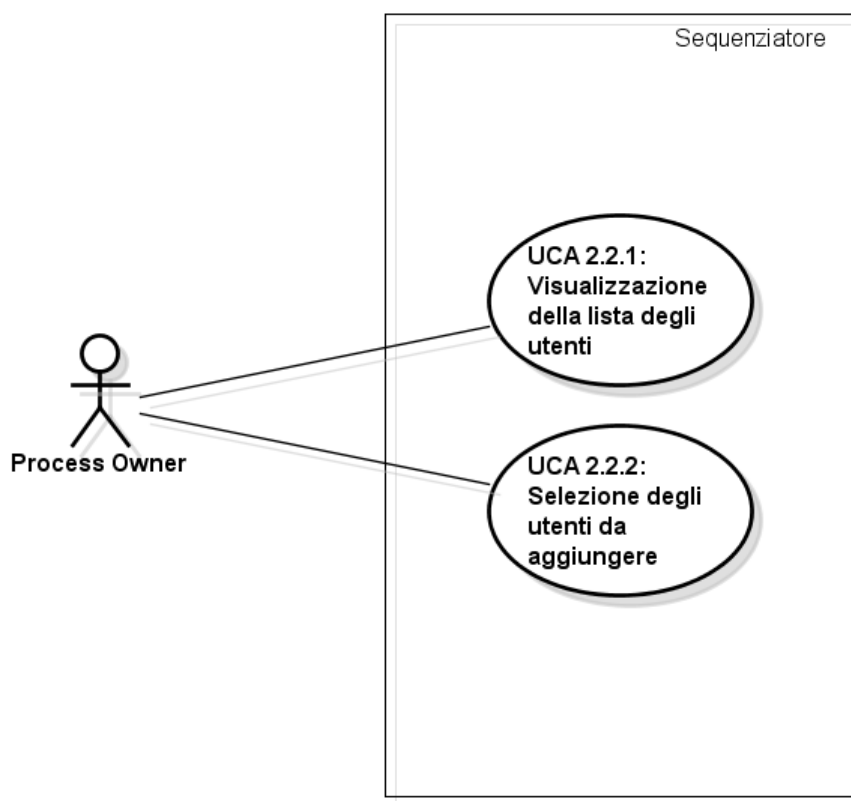 Sequenziatore
UCA 2.2.1:
Visualizzazione
della lista degli
utenti
Process Owner
UCA 2.2.2:
Selezione degli
utenti da
aggiungere